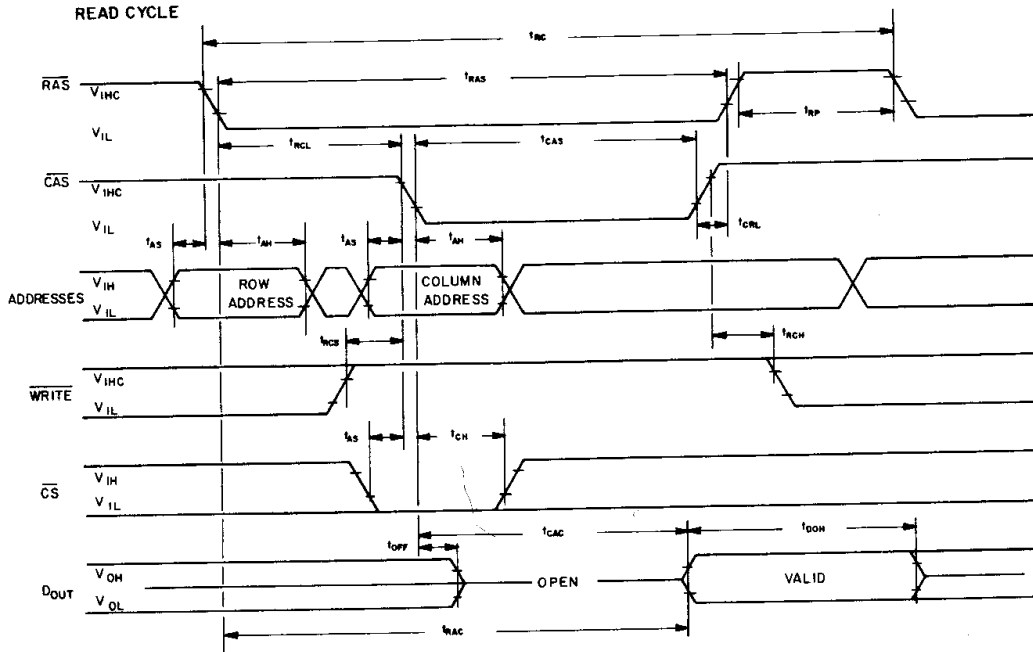 READ CYCLE
tRC
RAS
VIHC
tRAS
VIL
tRP
tRCL
tCAS
CAS
VIHC
VIL
tCRL
tAS
tAH
tAS
tAH
ADDRESSES
VIH
VIL
ROW
ADDRESS
COLUMN
ADDRESS
tRCS
tRCH
WRITE
VIHC
VIL
tAS
tCH
CS
VIH
VIL
tCAC
tDOH
tOFF
DOUT
VOH
VOL
OPEN
VALID
tRAC